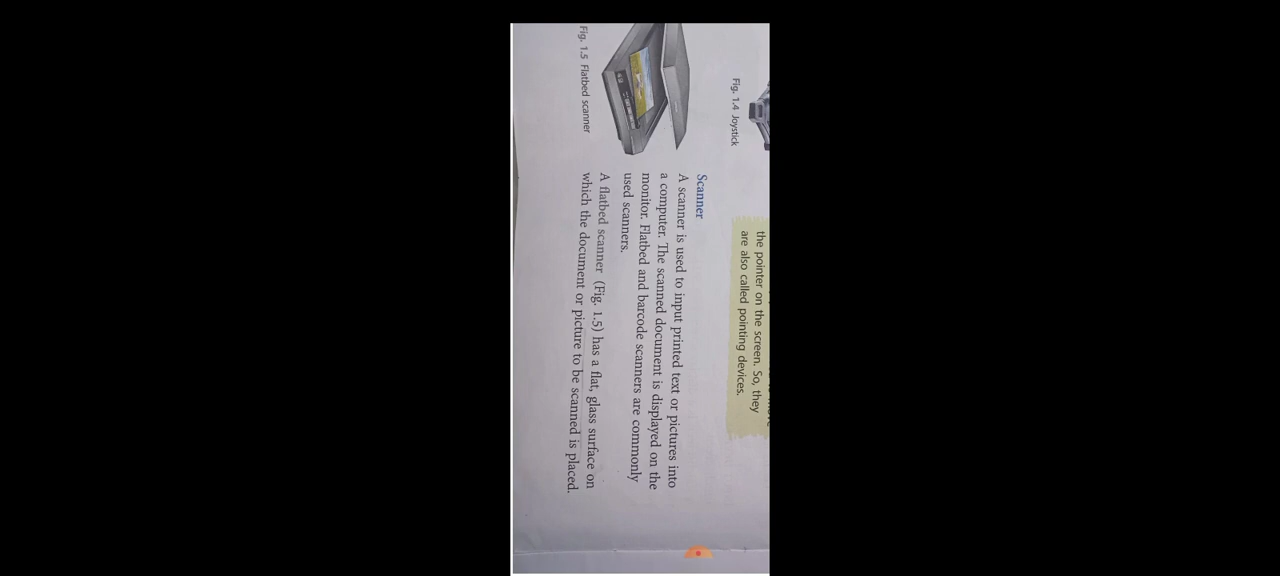 the pointer on the screen. So, they
are also called pointing devices.
Fig. 1.4 Joystick
Scanner
A scanner is used to input printed text or pictures into
a computer. The scanned document is displayed on the
monitor. Flatbed and barcode scanners are commonly
used scanners.
A flatbed scanner (Fig. 1.5) has a flat, glass surface on
which the document or picture to be scanned is placed.
Fig. 1.5 Flatbed scanner